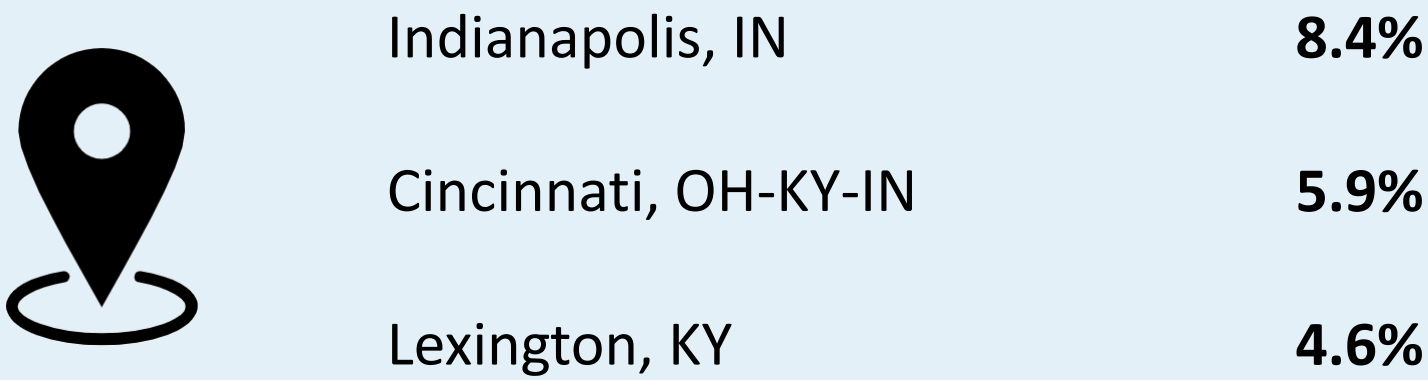 Indianapolis, IN 8.4%
Cincinnati, OH-KY-IN 5.9%
Lexington, KY 4.6%